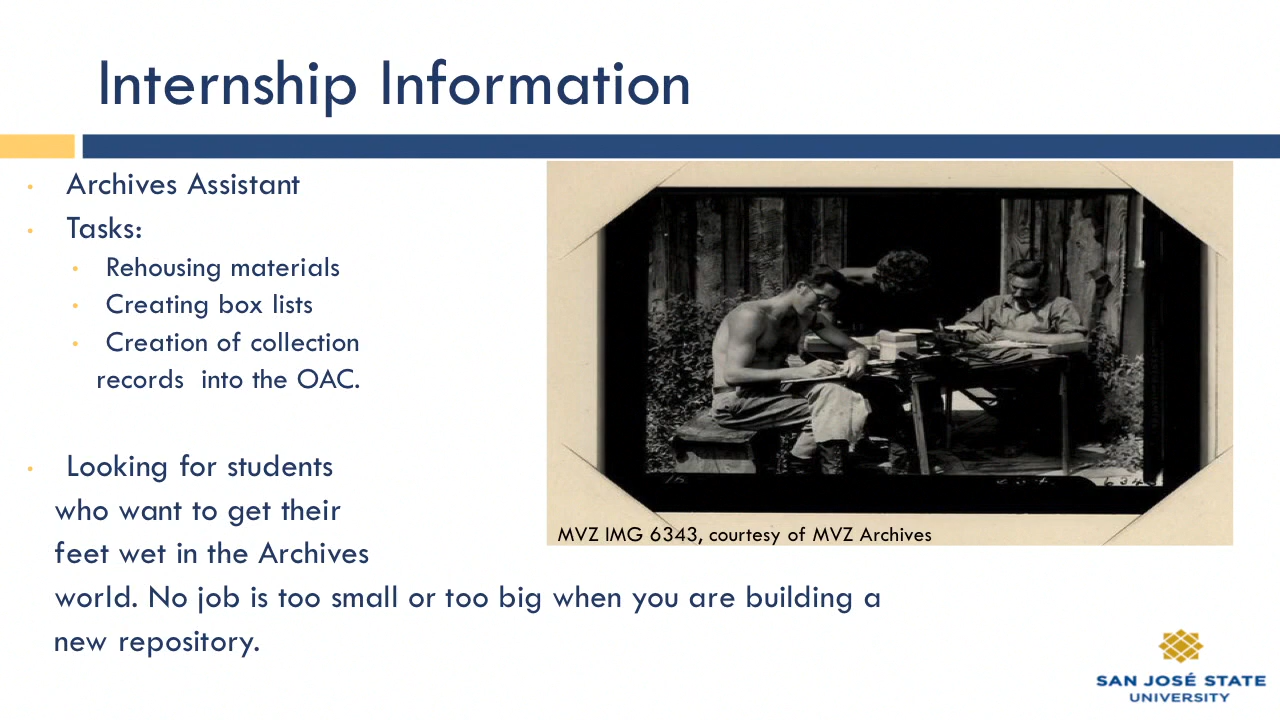 Internship Information
Archives Assistant
Tasks:
Rehousing materials
Creating box lists
Creation of collection
records into the OAC.
Looking for students
who want to get their
feet wet in the Archives
world. No job is too small or too big when you are building a
new repository.
MVZ IMG 6343, courtesy of MVZ Archives
SAN JOSÉ STATE
UNIVERSITY